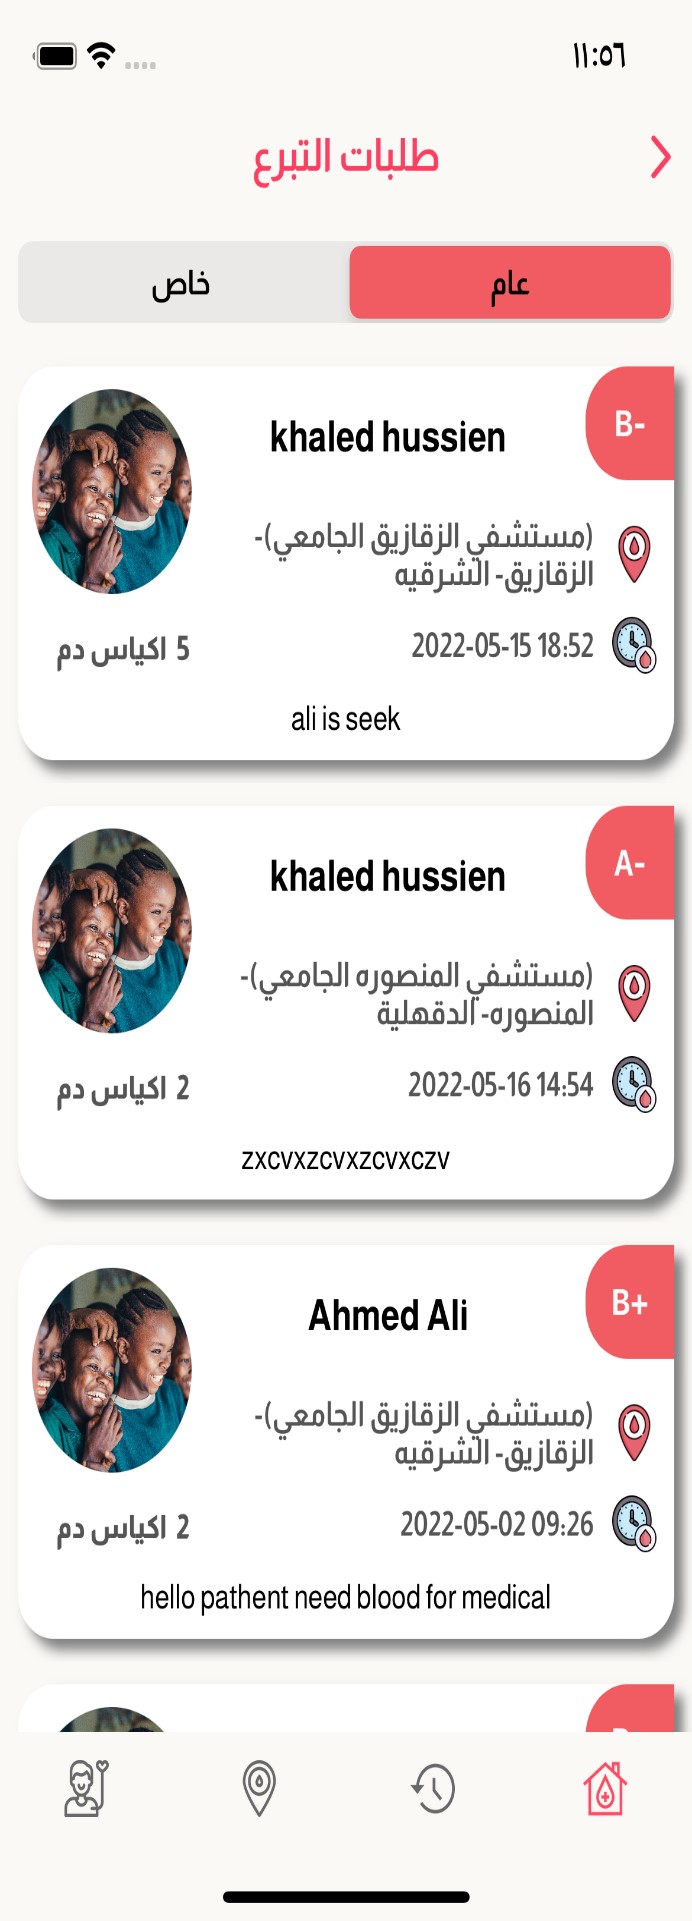 ١١:٥٦
طلبات التبرع
عام
خاص
B-
khaled hussien
(مستشفي الزقازيق الجامعي)-
الزقازيق- الشرقيه
2022-05-15 18:52
5 اكياس دم
ali is seek
A-
khaled hussien
(مستشفي المنصوره الجامعي)-
المنصوره- الدقهلية
2022-05-16 14:54
2 اكياس دم
zxcvxzcvxzcvxczv
B+
Ahmed Ali
(مستشفي الزقازيق الجامعي)-
الزقازيق- الشرقيه
2022-05-02 09:26
2 اكياس دم
hello pathent need blood for medical